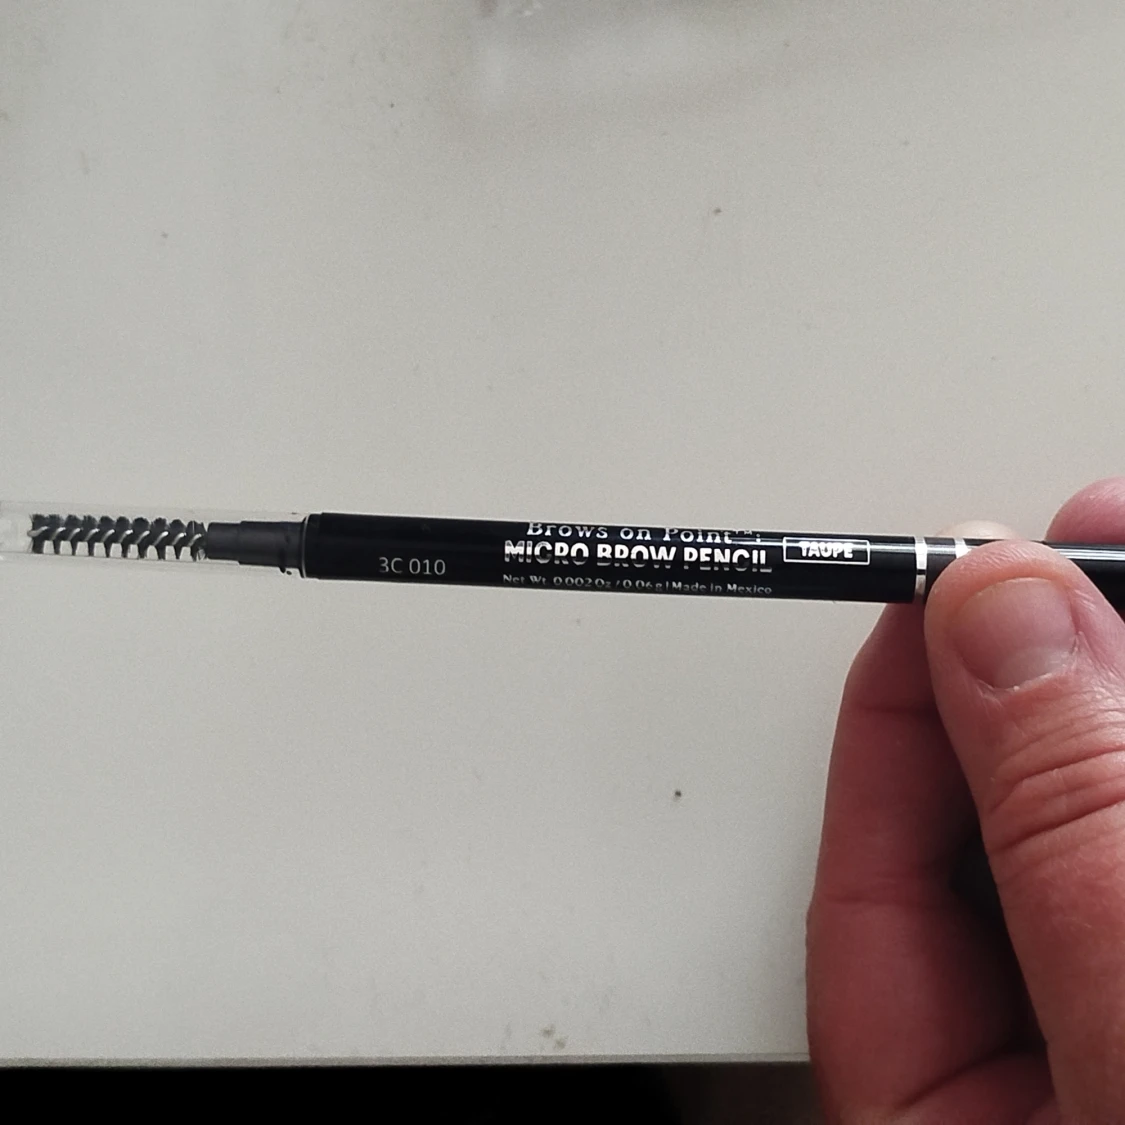 3C 010
Brows on Point™:
MICRO BROW PENCIL
TAUPE
Net Wt. 0.002 Oz / 0.06 g | Made in Mexico